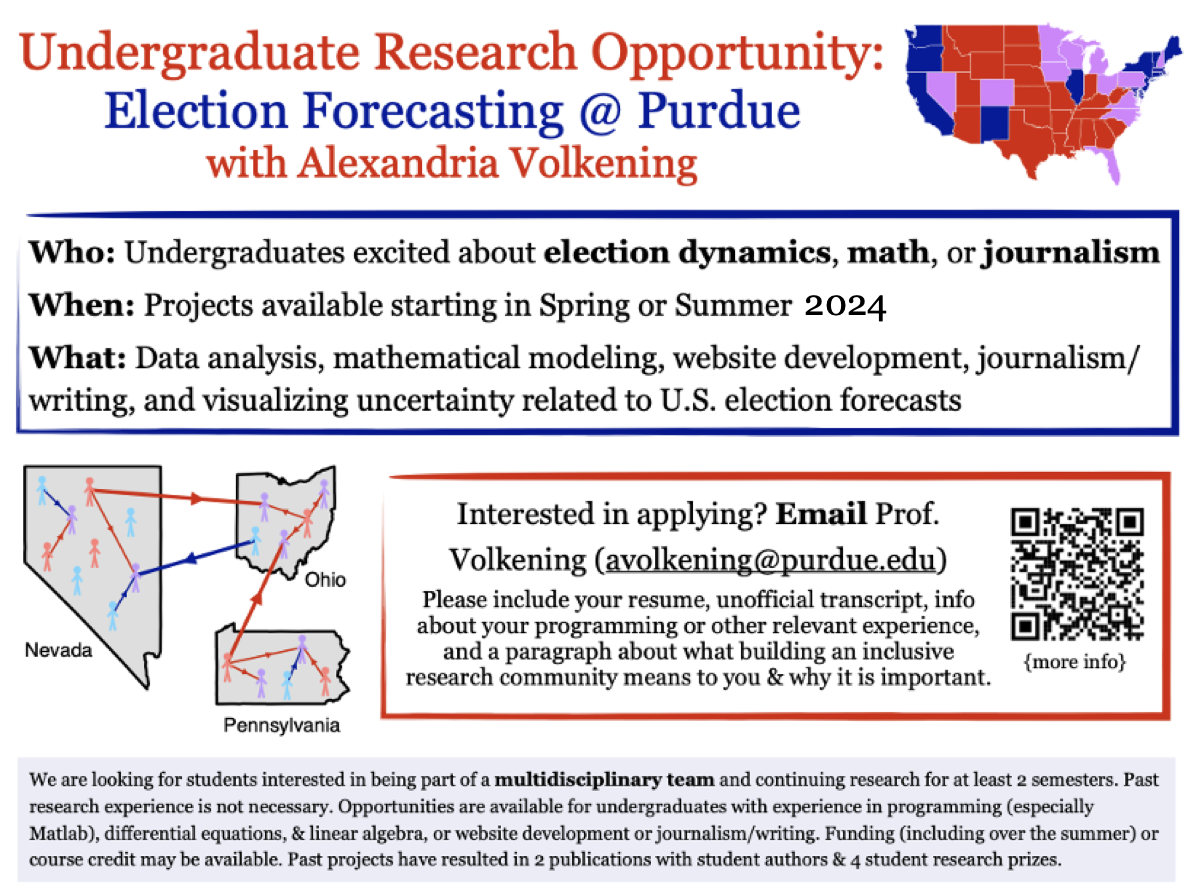 Undergraduate Research Opportunity:
Election Forecasting @ Purdue
with Alexandria Volkening
Who: Undergraduates excited about election dynamics, math, or journalism
When: Projects available starting in Spring or Summer 2024
What: Data analysis, mathematical modeling, website development, journalism/
writing, and visualizing uncertainty related to U.S. election forecasts
Nevada
Ohio
Pennsylvania
Interested in applying? Email Prof.
Volkening (avolkening@purdue.edu)
Please include your resume, unofficial transcript, info
about your programming or other relevant experience,
and a paragraph about what building an inclusive
research community means to you & why it is important.
{more info}
We are looking for students interested in being part of a multidisciplinary team and continuing research for at least 2 semesters. Past
research experience is not necessary. Opportunities are available for undergraduates with experience in programming (especially
Matlab), differential equations, & linear algebra, or website development or journalism/writing. Funding (including over the summer) or
course credit may be available. Past projects have resulted in 2 publications with student authors & 4 student research prizes.